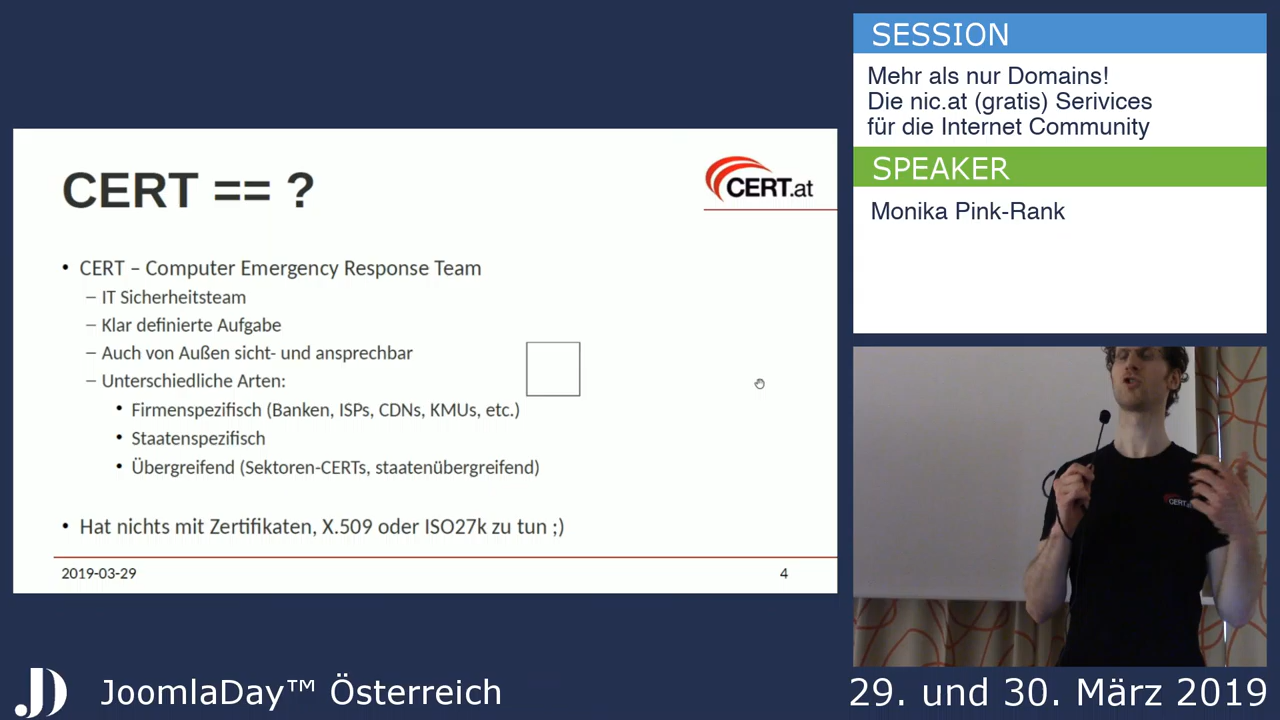 SESSION
Mehr als nur Domains!
Die nic.at (gratis) Serivices
für die Internet Community
SPEAKER
Monika Pink-Rank
CERT == ?
CERT.at
• CERT – Computer Emergency Response Team
– IT Sicherheitsteam
– Klar definierte Aufgabe
– Auch von Außen sicht- und ansprechbar
– Unterschiedliche Arten:
• Firmenspezifisch (Banken, ISPs, CDNs, KMUs, etc.)
• Staatenspezifisch
• Übergreifend (Sektoren-CERTs, staatenübergreifend)
• Hat nichts mit Zertifikaten, X.509 oder ISO27k zu tun ;)
2019-03-29
4
CERT.at
JoomlaDay™ Österreich
29. und 30. März 2019